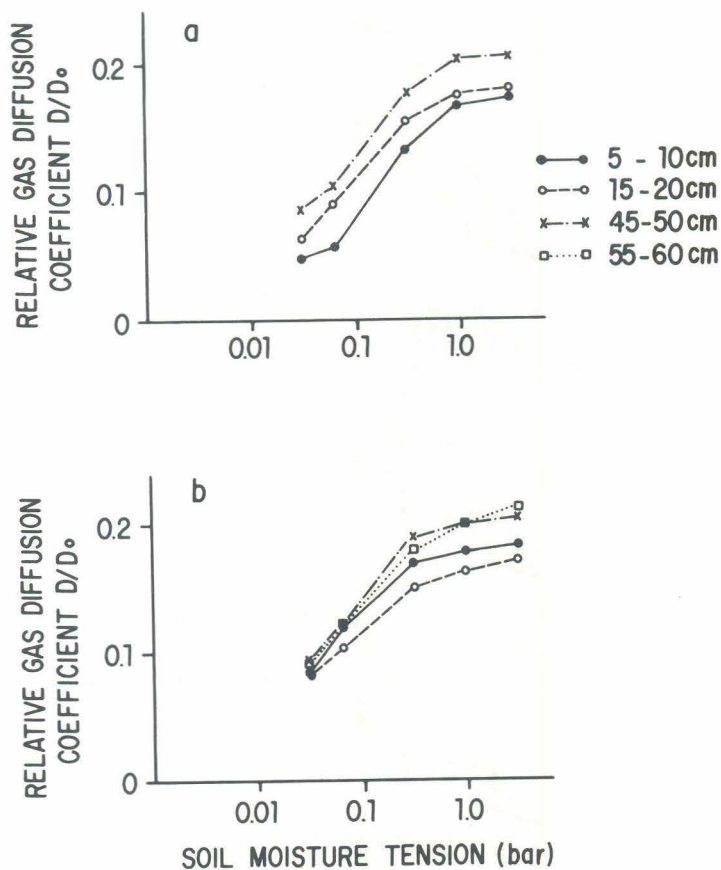 a
RELATIVE GAS DIFFUSION
COEFFICIENT D/D₀
0.2
0.1
0
0.01 0.1 1.0
5 - 10cm
15-20cm
45-50cm
55-60cm
b
RELATIVE GAS DIFFUSION
COEFFICIENT D/D₀
0.2
0.1
0
0.01 0.1 1.0
SOIL MOISTURE TENSION (bar)